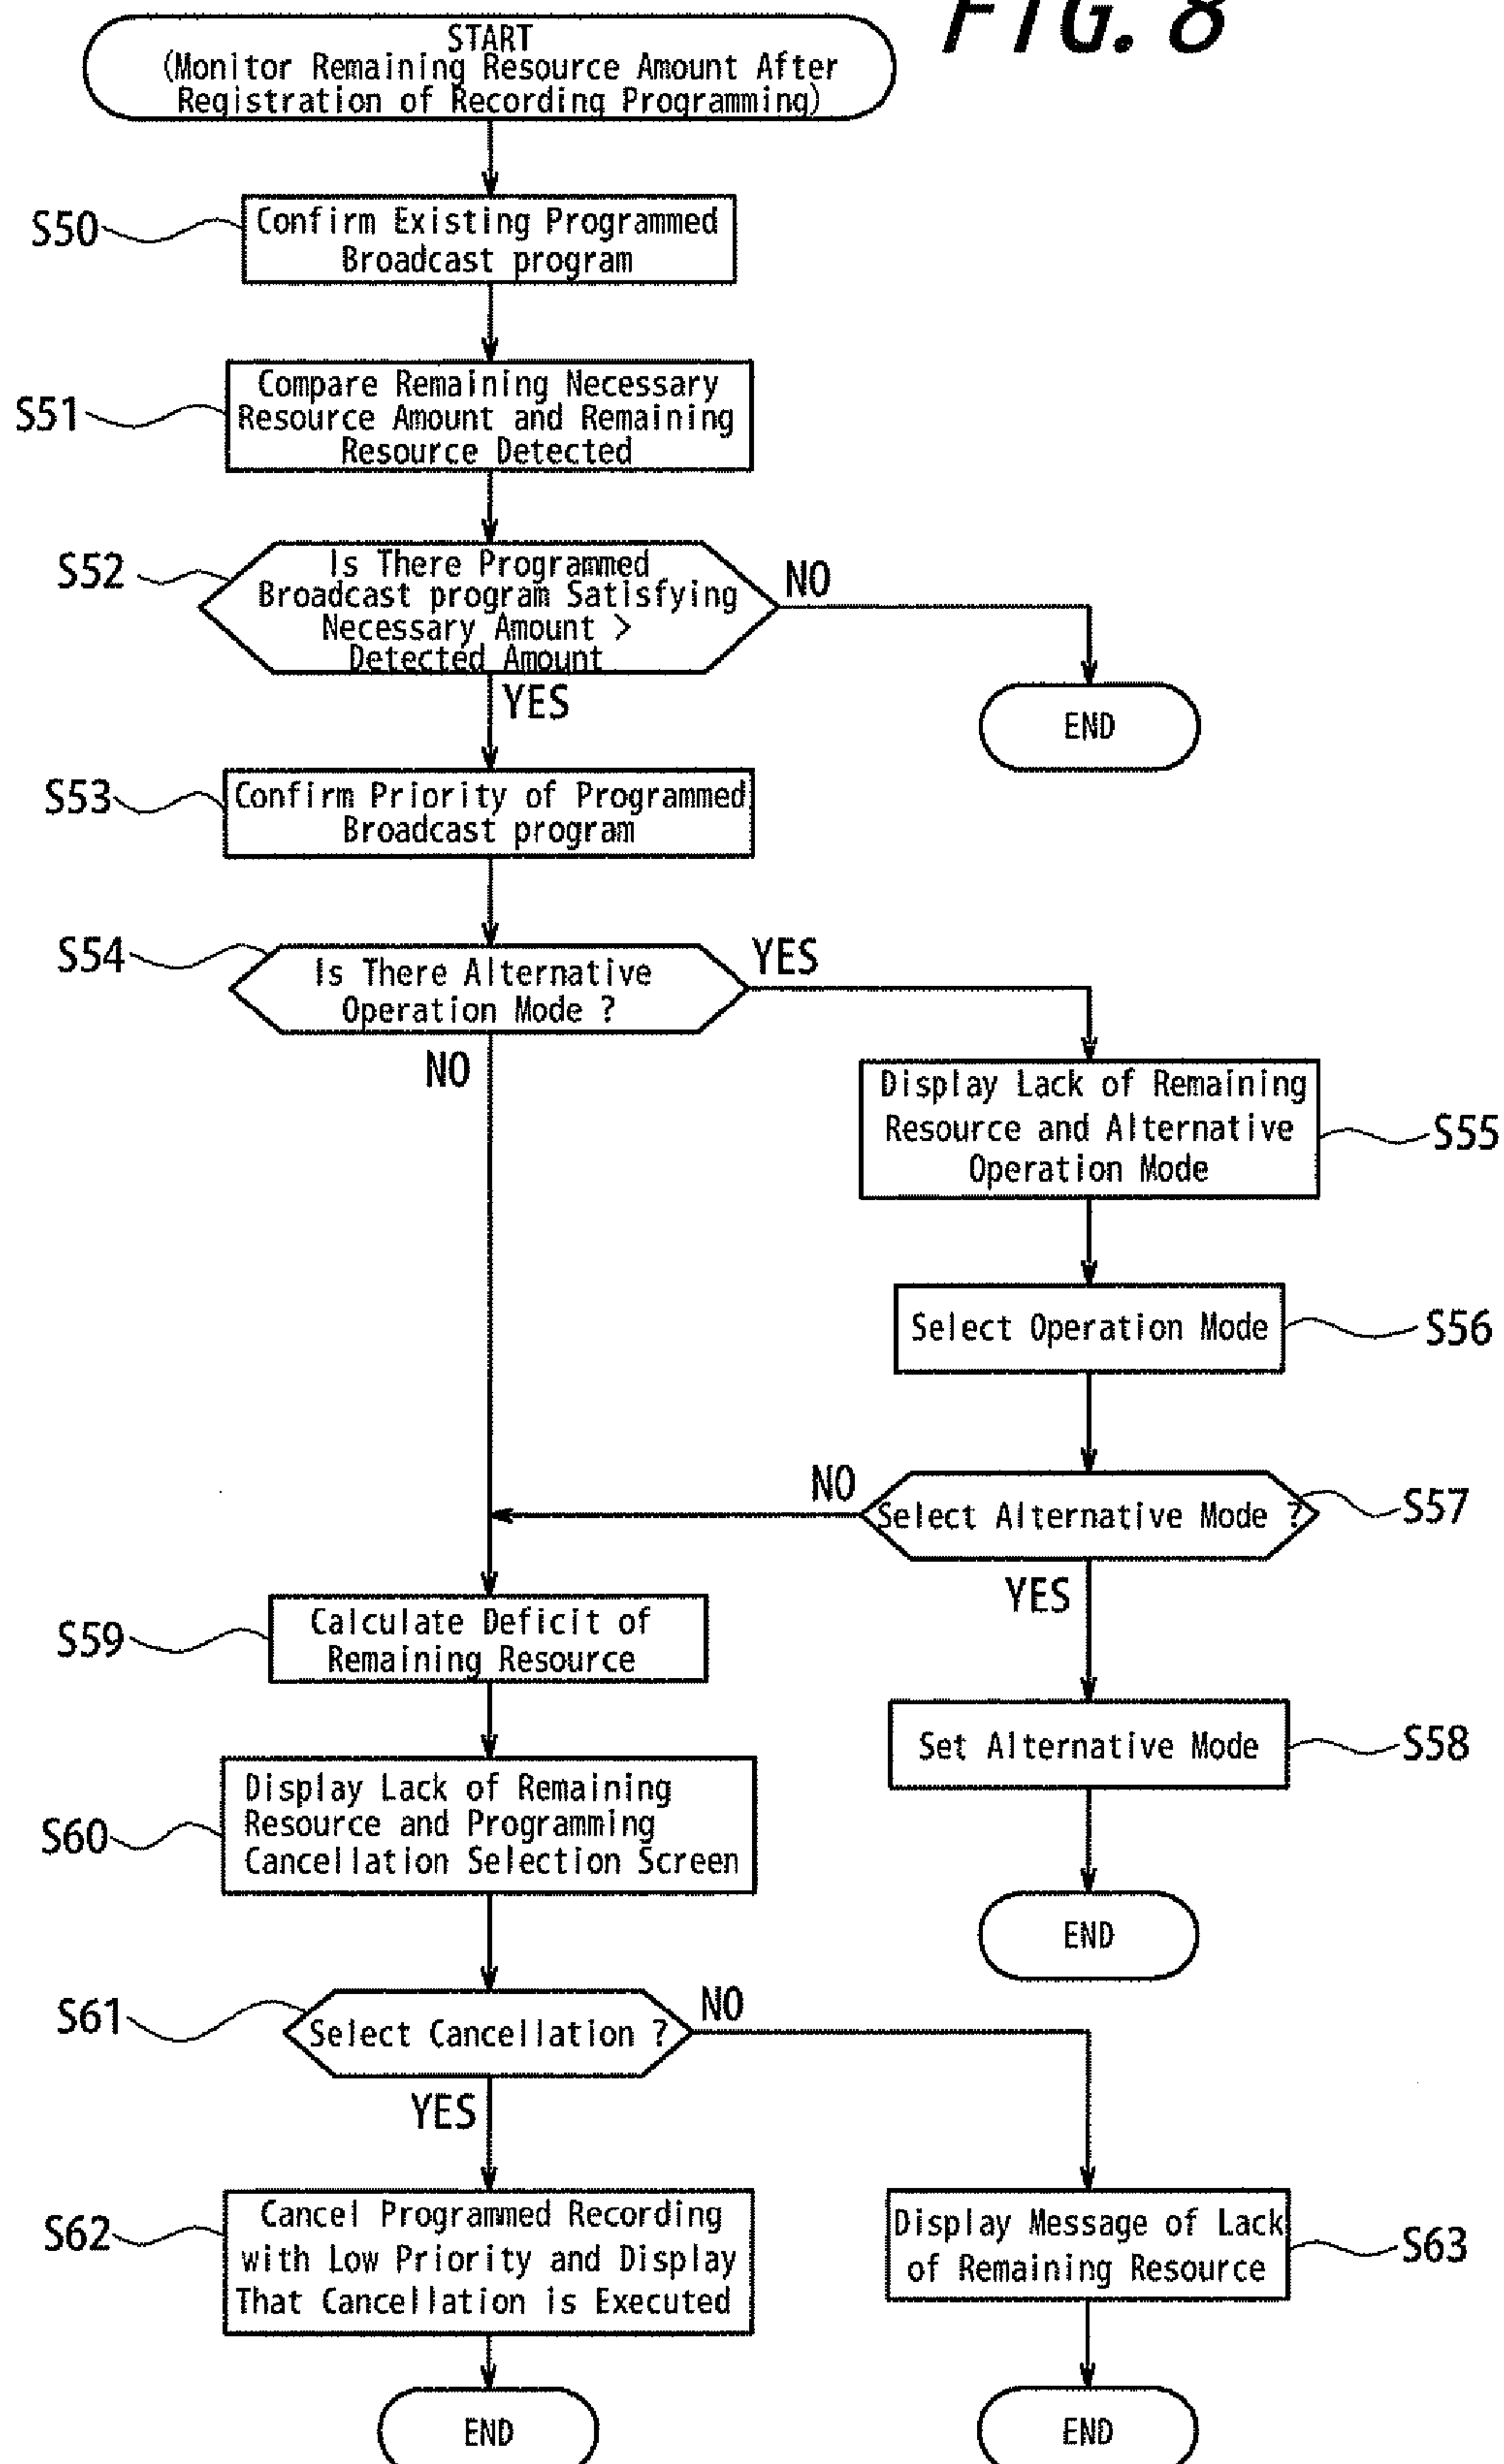 FIG. 8
START
(Monitor Remaining Resource Amount After
Registration of Recording Programming)
S50
Confirm Existing Programmed
Broadcast program
S51
Compare Remaining Necessary
Resource Amount and Remaining
Resource Detected
S52
Is There Programmed
Broadcast program Satisfying
Necessary Amount >
Detected Amount
NO
END
YES
S53
Confirm Priority of Programmed
Broadcast program
S54
Is There Alternative
Operation Mode ?
YES
NO
Display Lack of Remaining
Resource and Alternative
Operation Mode
S55
Select Operation Mode
S56
NO
Select Alternative Mode ?
S57
YES
S59
Calculate Deficit of
Remaining Resource
Set Alternative Mode
S58
END
S60
Display Lack of Remaining
Resource and Programming
Cancellation Selection Screen
S61
Select Cancellation ?
NO
YES
S62
Cancel Programmed Recording
with Low Priority and Display
That Cancellation is Executed
Display Message of Lack
of Remaining Resource
S63
END
END